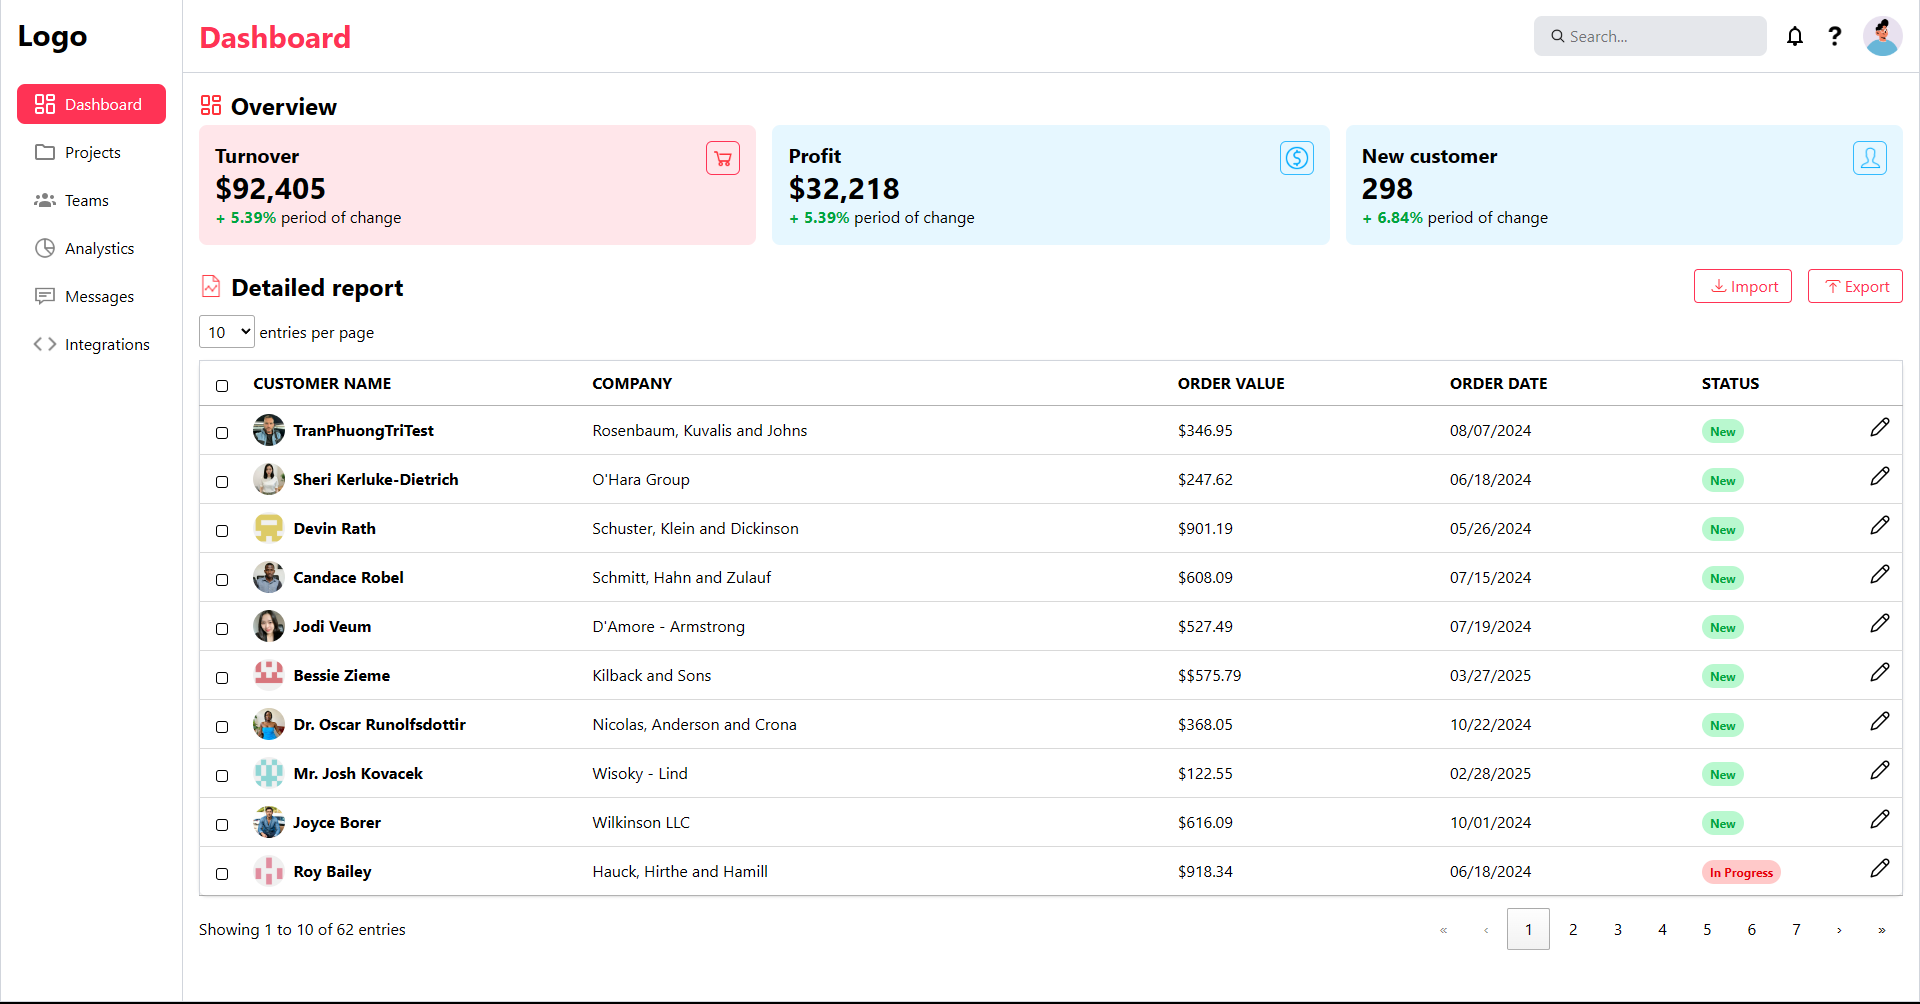 Logo
Dashboard
Search...
?
Dashboard
Projects
Teams
Analystics
Messages
Integrations
Overview
Turnover
$92,405
+ 5.39% period of change
Profit
$32,218
+ 5.39% period of change
New customer
298
+ 6.84% period of change
Detailed report
Import
Export
10 entries per page
CUSTOMER NAME COMPANY ORDER VALUE ORDER DATE STATUS
TranPhuongTriTest Rosenbaum, Kuvalis and Johns $346.95 08/07/2024 New
Sheri Kerluke-Dietrich O'Hara Group $247.62 06/18/2024 New
Devin Rath Schuster, Klein and Dickinson $901.19 05/26/2024 New
Candace Robel Schmitt, Hahn and Zulauf $608.09 07/15/2024 New
Jodi Veum D'Amore - Armstrong $527.49 07/19/2024 New
Bessie Zieme Kilback and Sons $$575.79 03/27/2025 New
Dr. Oscar Runolfsdottir Nicolas, Anderson and Crona $368.05 10/22/2024 New
Mr. Josh Kovacek Wisoky - Lind $122.55 02/28/2025 New
Joyce Borer Wilkinson LLC $616.09 10/01/2024 New
Roy Bailey Hauck, Hirthe and Hamill $918.34 06/18/2024 In Progress
Showing 1 to 10 of 62 entries
« ‹ 1 2 3 4 5 6 7 › »